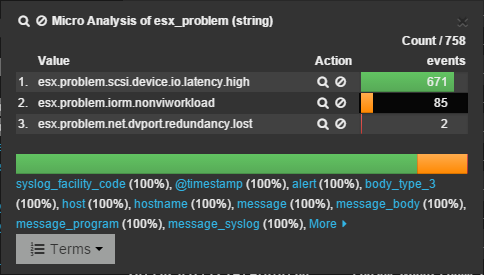 Micro Analysis of esx_problem (string)
Count / 758
Value Action events
1. esx.problem.scsi.device.io.latency.high 671
2. esx.problem.iorm.nonviworkload 85
3. esx.problem.net.dvport.redundancy.lost 2
syslog_facility_code (100%), @timestamp (100%), alert (100%), body_type_3
(100%), host (100%), hostname (100%), message (100%), message_body (100%),
message_program (100%), message_syslog (100%), More
Terms